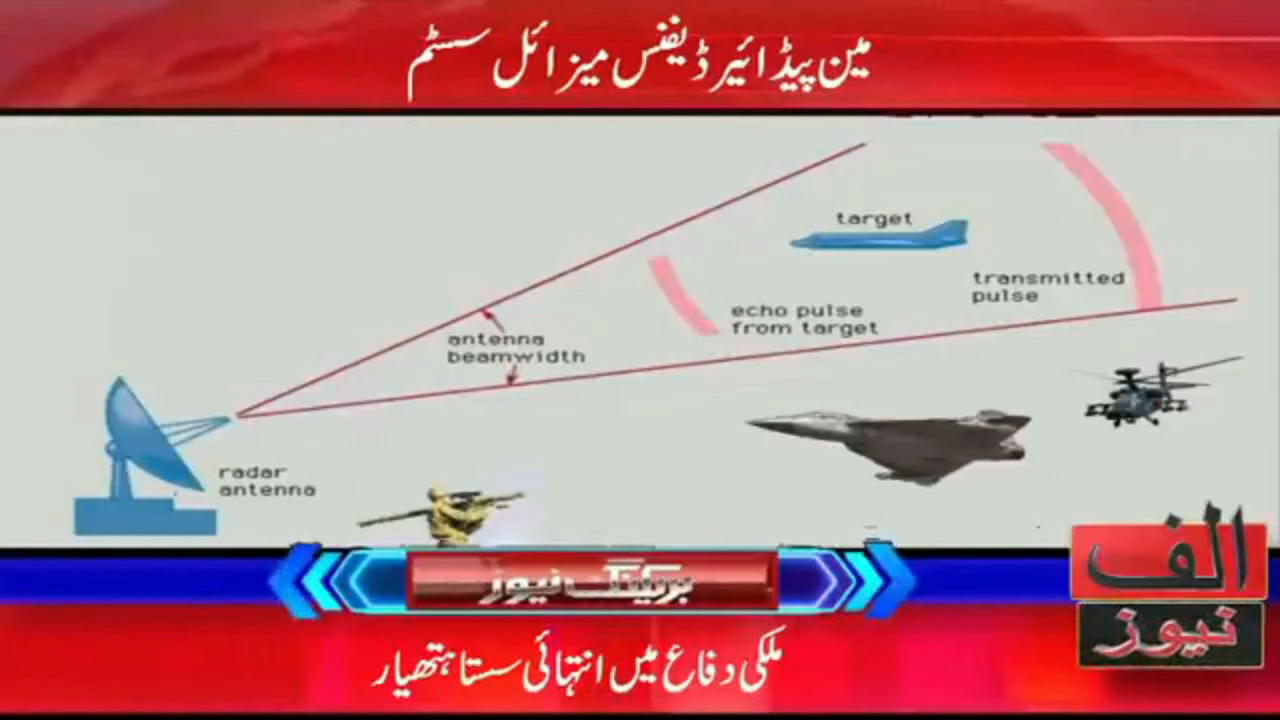 مین پیڈ ائیر ڈیفنس میزائل سسٹم
target
transmitted
pulse
echo pulse
from target
antenna
beamwidth
radar
antenna
بریکنگ نیوز
الف
نیوز
ملکی دفاع میں انتہائی سستا ہتھیار